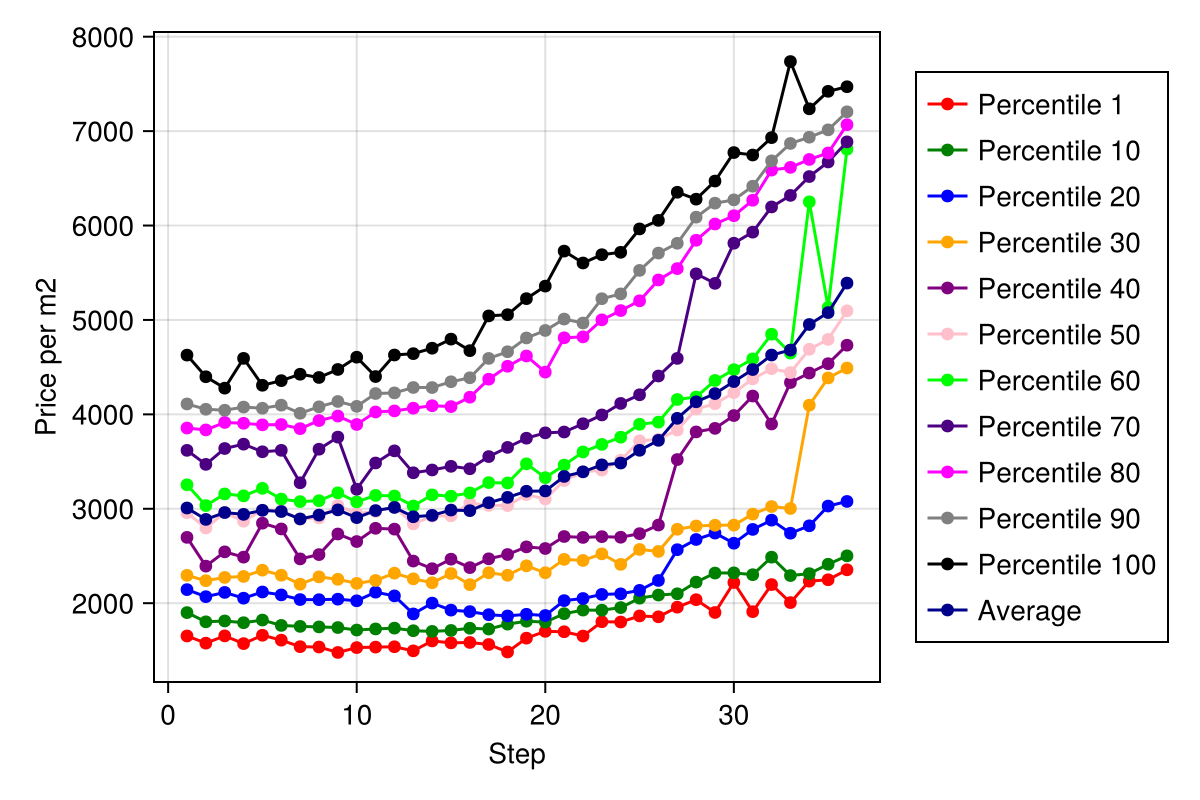 8000
7000
6000
5000
4000
3000
2000
Price per m2
0 10 20 30
Step
Percentile 1
Percentile 10
Percentile 20
Percentile 30
Percentile 40
Percentile 50
Percentile 60
Percentile 70
Percentile 80
Percentile 90
Percentile 100
Average